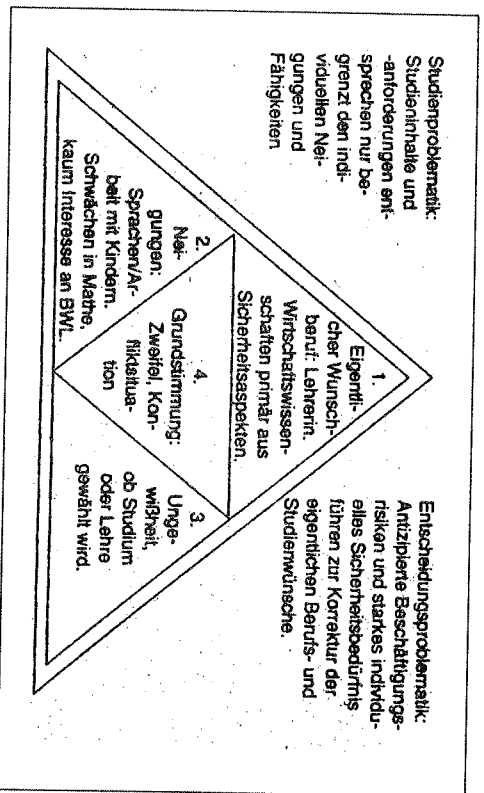 Studienproblematik:
Studieninhalte und
-anforderungen ent-
sprechen nur be-
grenzt den indi-
viduellen Nei-
gungen und
Fähigkeiten
Entscheidungsproblematik:
Antizipierte Beschäftigungs-
risiken und starkes individu-
elles Sicherheitsbedürfnis
führen zur Korrektur der
eigentlichen Berufs- und
Studienwünsche.
1.
Eigentli-
cher Wunsch-
beruf: Lehrerin.
Wirtschaftswissen-
schaften primär aus
Sicherheitsaspekten.
2.
Nei-
gungen:
Sprachen/Ar-
beit mit Kindern.
Schwächen in Mathe,
kaum Interesse an BWL.
4.
Grundstimmung:
Zweifel, Kon-
fliktsitua-
tion
3.
Unge-
wißheit,
ob Studium
oder Lehre
gewählt wird.